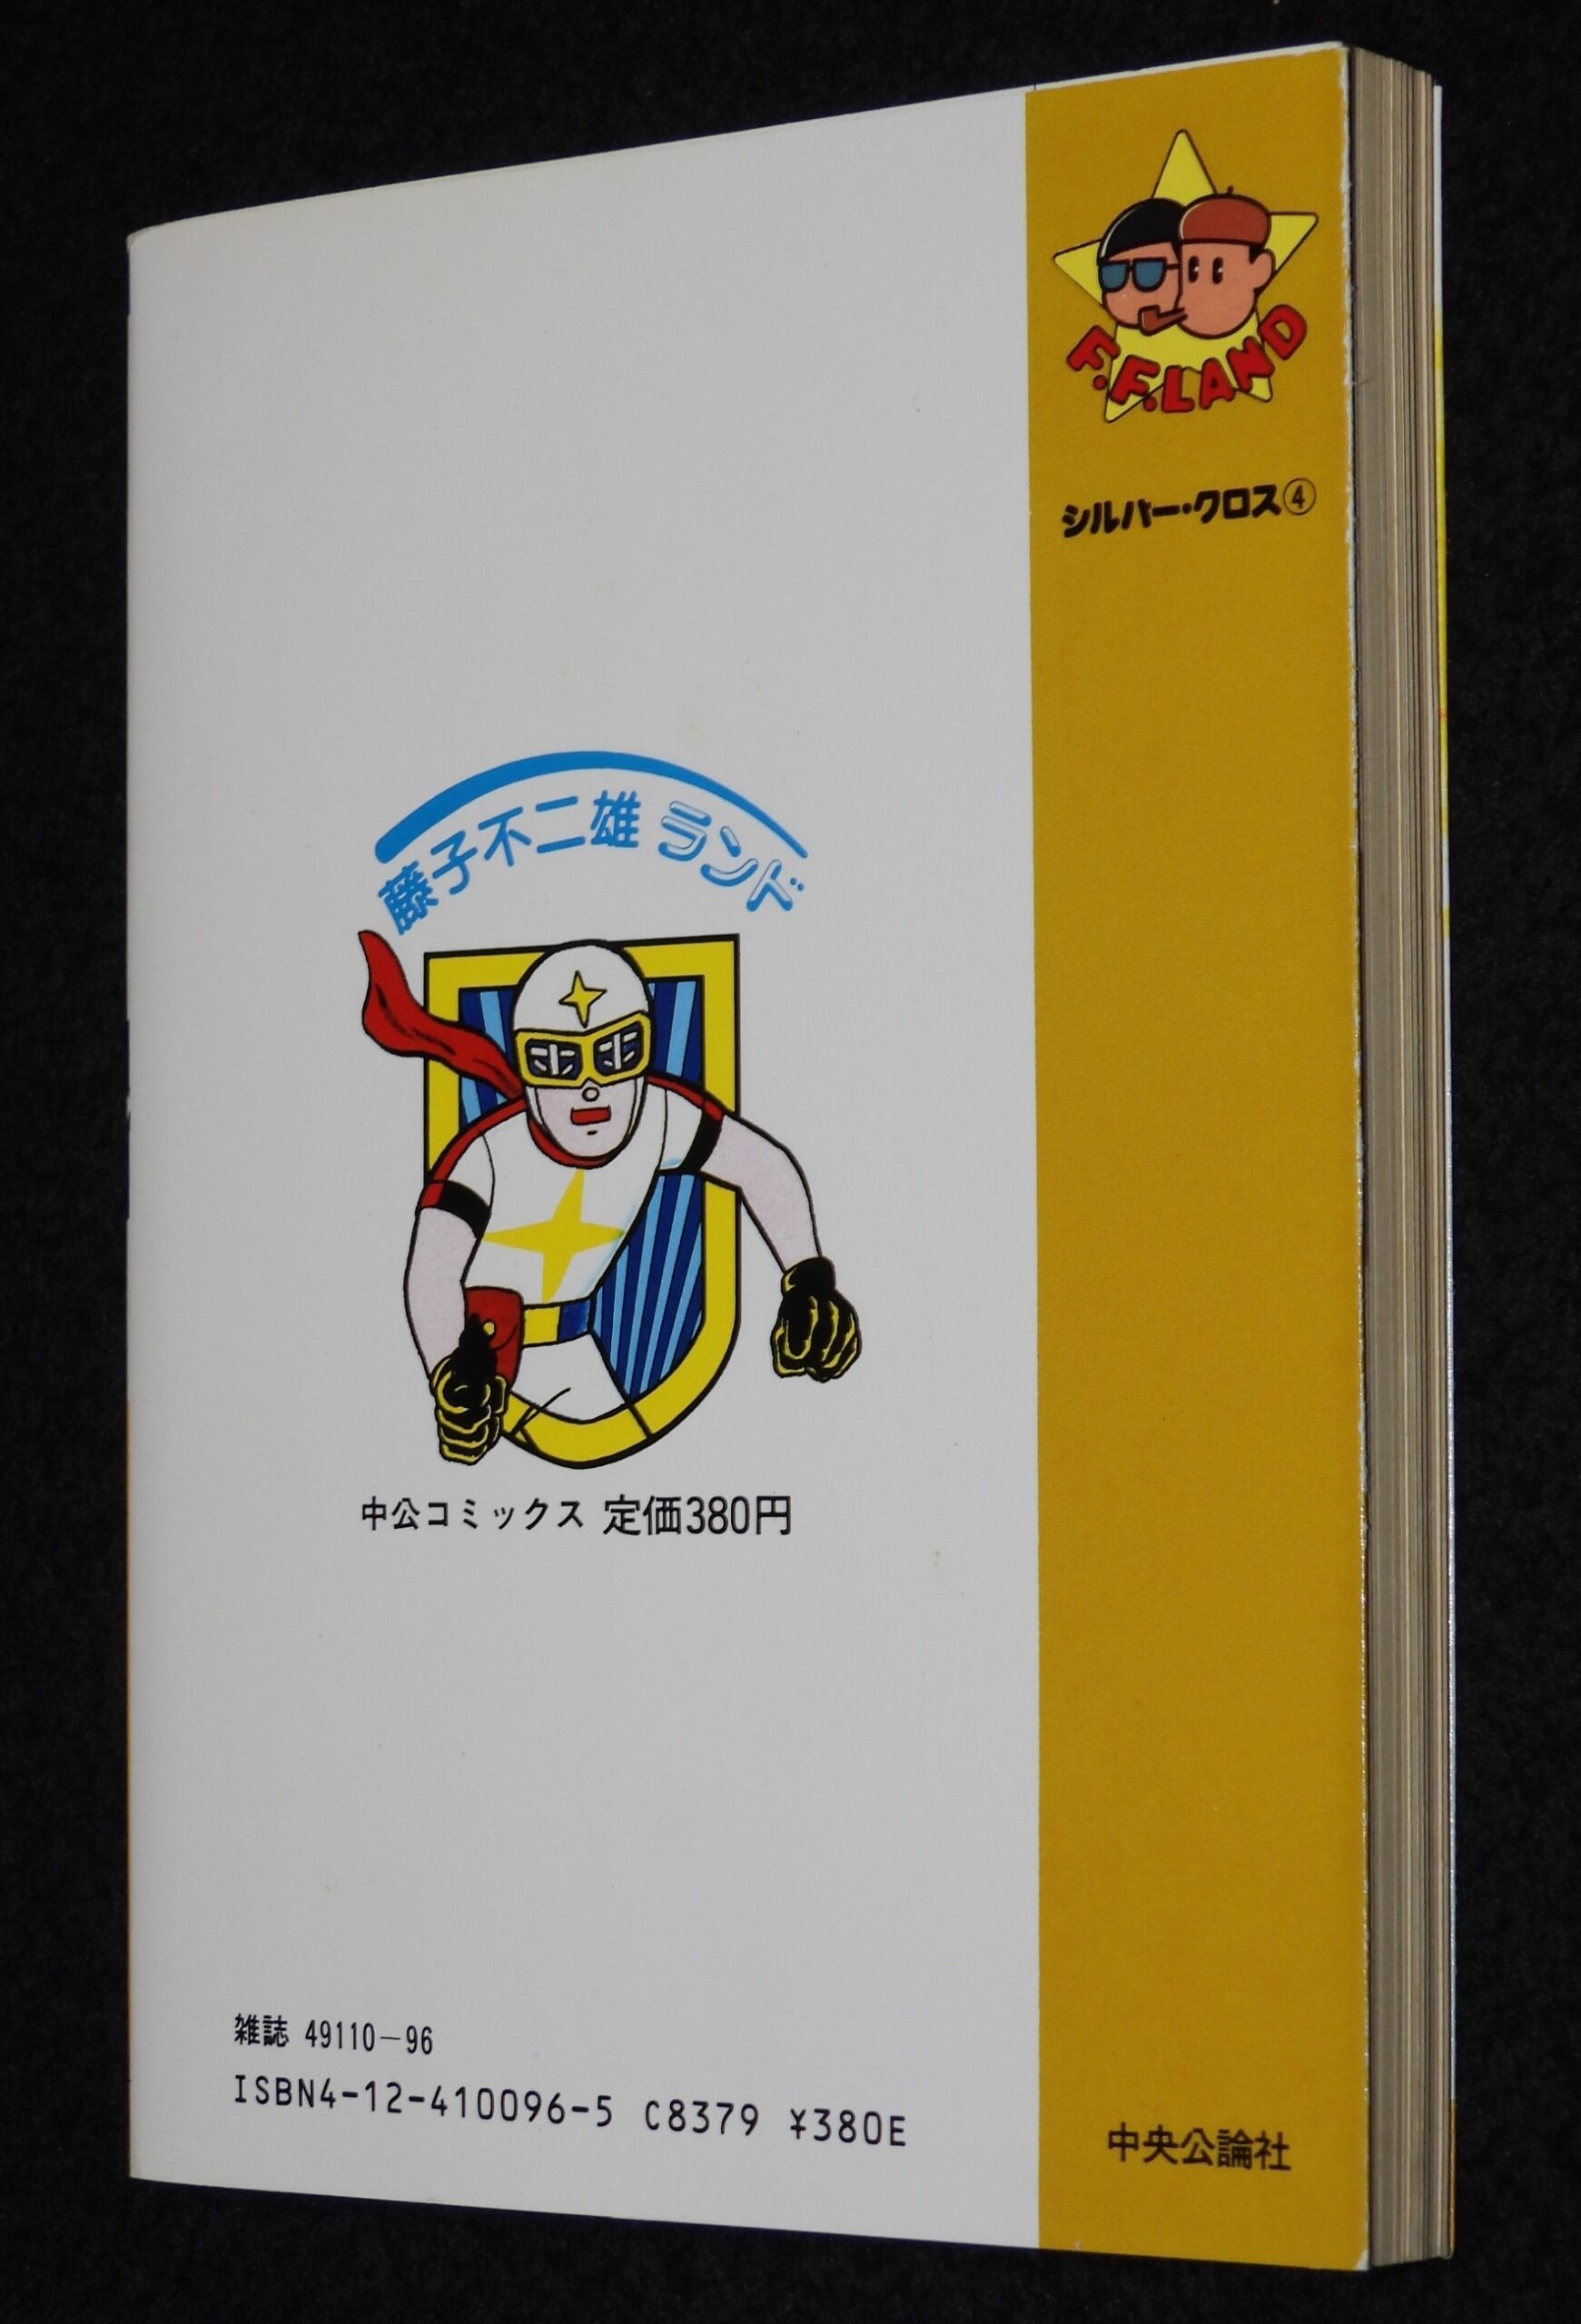 F.F.LAND
シルバー・クロス④
藤子不二雄 ランド
中公コミックス 定価380円
雑誌 49110-96
ISBN4-12-410096-5 C8379 ¥380E
中央公論社